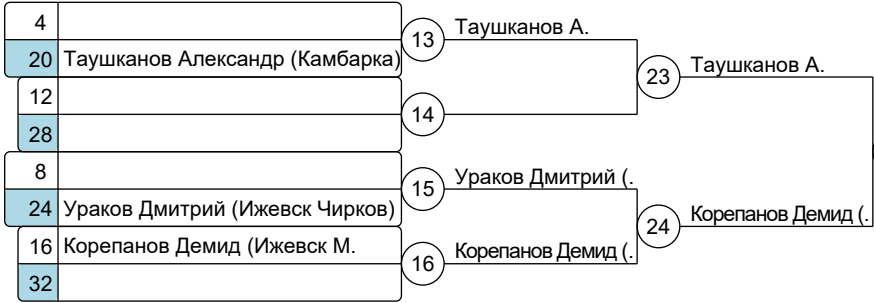 4
13
Таушканов А.
20 Таушканов Александр (Камбарка)
23
Таушканов А.
12
14
28
8
15
Ураков Дмитрий (.
24 Ураков Дмитрий (Ижевск Чирков)
24
Корепанов Демид (.
16 Корепанов Демид (Ижевск М.
16
Корепанов Демид (.
32